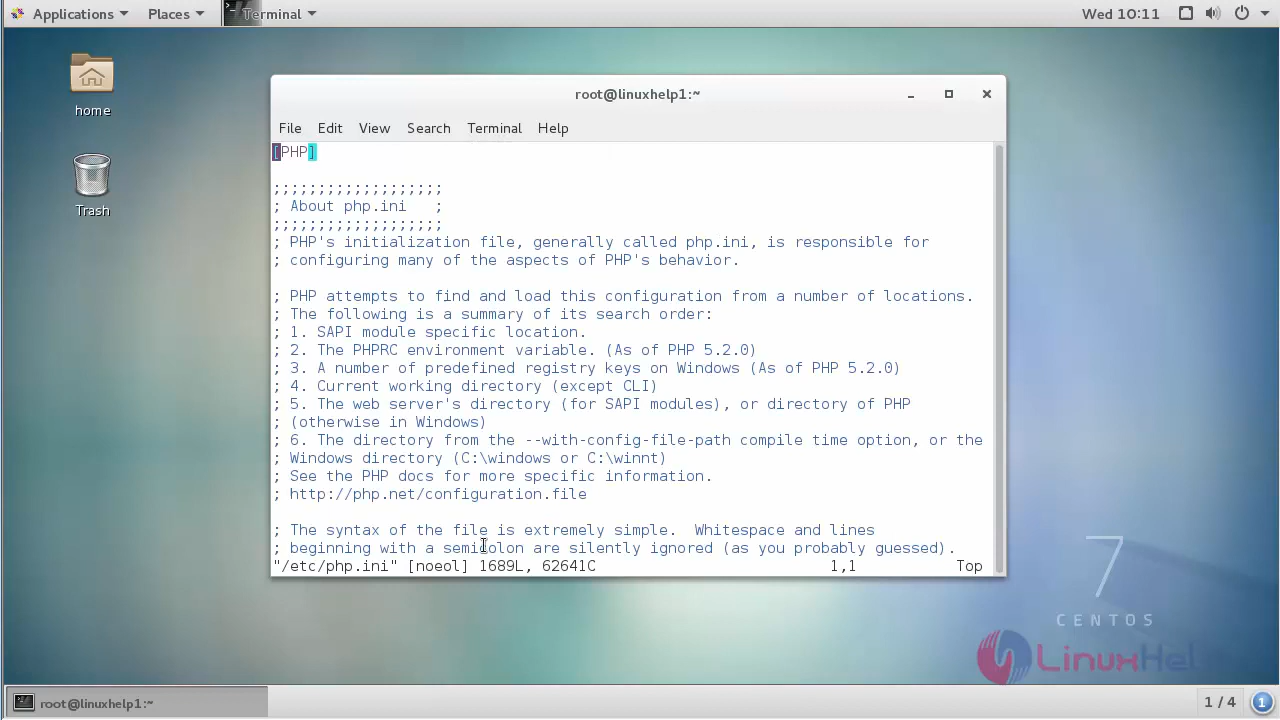 Applications Places Terminal Wed 10:11
home
Trash
root@linuxhelp1:~
File Edit View Search Terminal Help
[PHP]
;;;;;;;;;;;;;;;;;;;
; About php.ini   ;
;;;;;;;;;;;;;;;;;;;
; PHP's initialization file, generally called php.ini, is responsible for
; configuring many of the aspects of PHP's behavior.
; PHP attempts to find and load this configuration from a number of locations.
; The following is a summary of its search order:
; 1. SAPI module specific location.
; 2. The PHPRC environment variable. (As of PHP 5.2.0)
; 3. A number of predefined registry keys on Windows (As of PHP 5.2.0)
; 4. Current working directory (except CLI)
; 5. The web server's directory (for SAPI modules), or directory of PHP
; (otherwise in Windows)
; 6. The directory from the --with-config-file-path compile time option, or the
; Windows directory (C:\windows or C:\winnt)
; See the PHP docs for more specific information.
; http://php.net/configuration.file
; The syntax of the file is extremely simple.  Whitespace and lines
; beginning with a semicolon are silently ignored (as you probably guessed).
"/etc/php.ini" [noeol] 1689L, 62641C 1,1 Top
7
CENTOS
LinuxHelp
root@linuxhelp1:~ 1 / 4 1